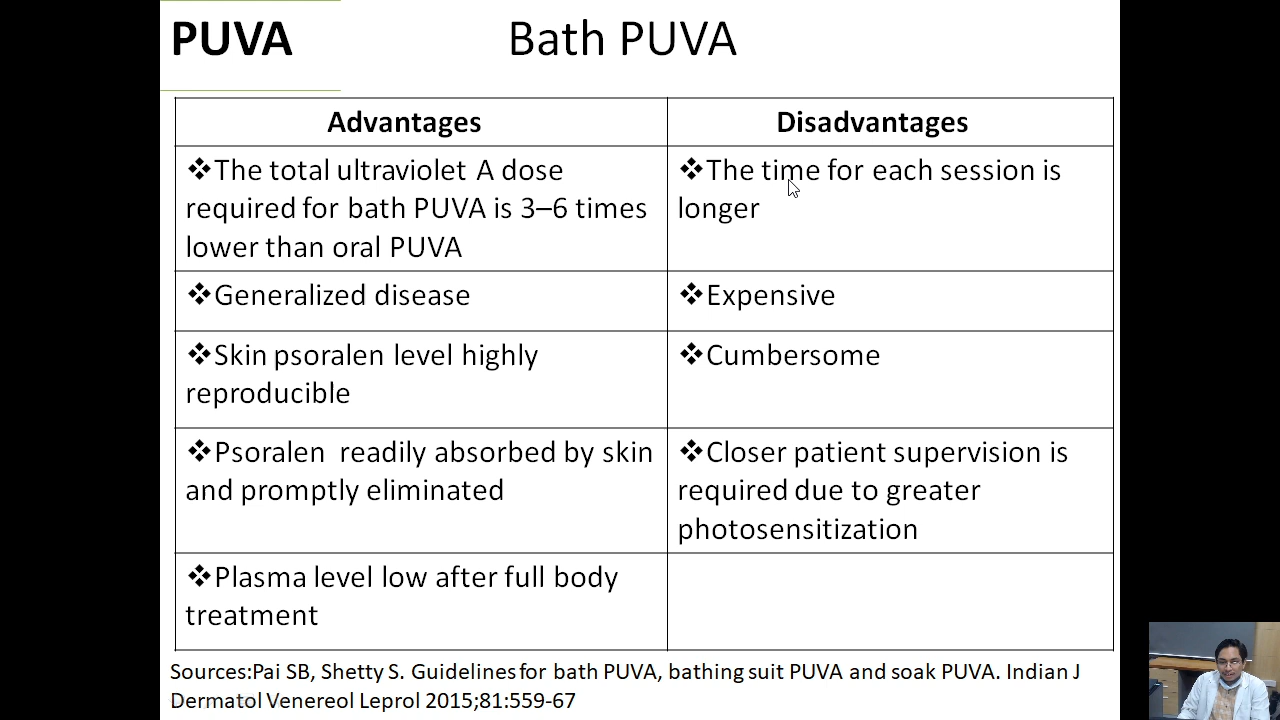 PUVA Bath PUVA
Advantages Disadvantages
❖The total ultraviolet A dose
required for bath PUVA is 3–6 times
lower than oral PUVA
❖The time for each session is
longer
❖Generalized disease
❖Expensive
❖Skin psoralen level highly
reproducible
❖Cumbersome
❖Psoralen readily absorbed by skin
and promptly eliminated
❖Closer patient supervision is
required due to greater
photosensitization
❖Plasma level low after full body
treatment
Sources:Pai SB, Shetty S. Guidelines for bath PUVA, bathing suit PUVA and soak PUVA. Indian J
Dermatol Venereol Leprol 2015;81:559-67